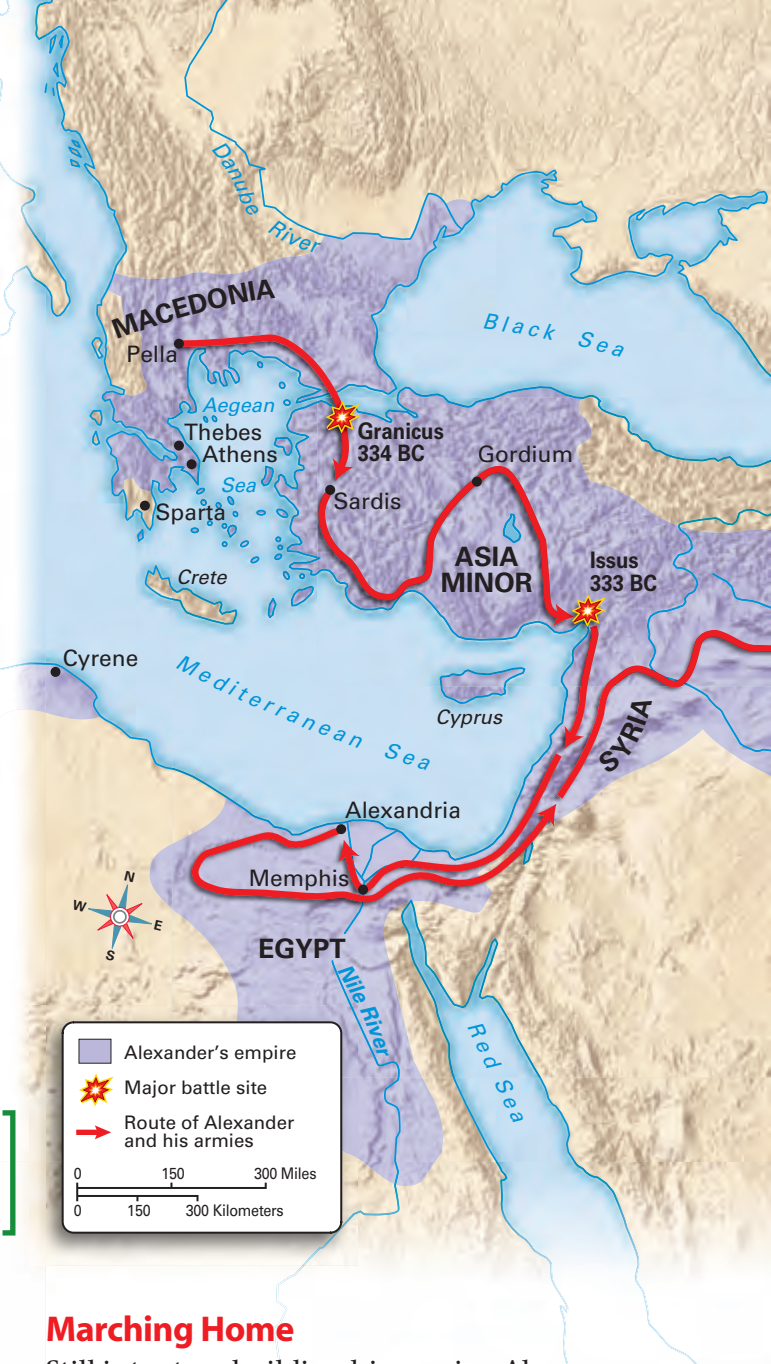 Danube
River
MACEDONIA
Pella
Black Sea
Aegean
Sea
Granicus
334 BC
Thebes
Athens
Gordium
Sardis
Sparta
ASIA
MINOR
Issus
333 BC
Crete
Cyrene
Mediterranean Sea
Cyprus
SYRIA
Alexandria
Memphis
N
W
E
S
EGYPT
Nile River
Red Sea
Alexander’s empire
Major battle site
Route of Alexander
and his armies
0 150 300 Miles
0 150 300 Kilometers
Marching Home